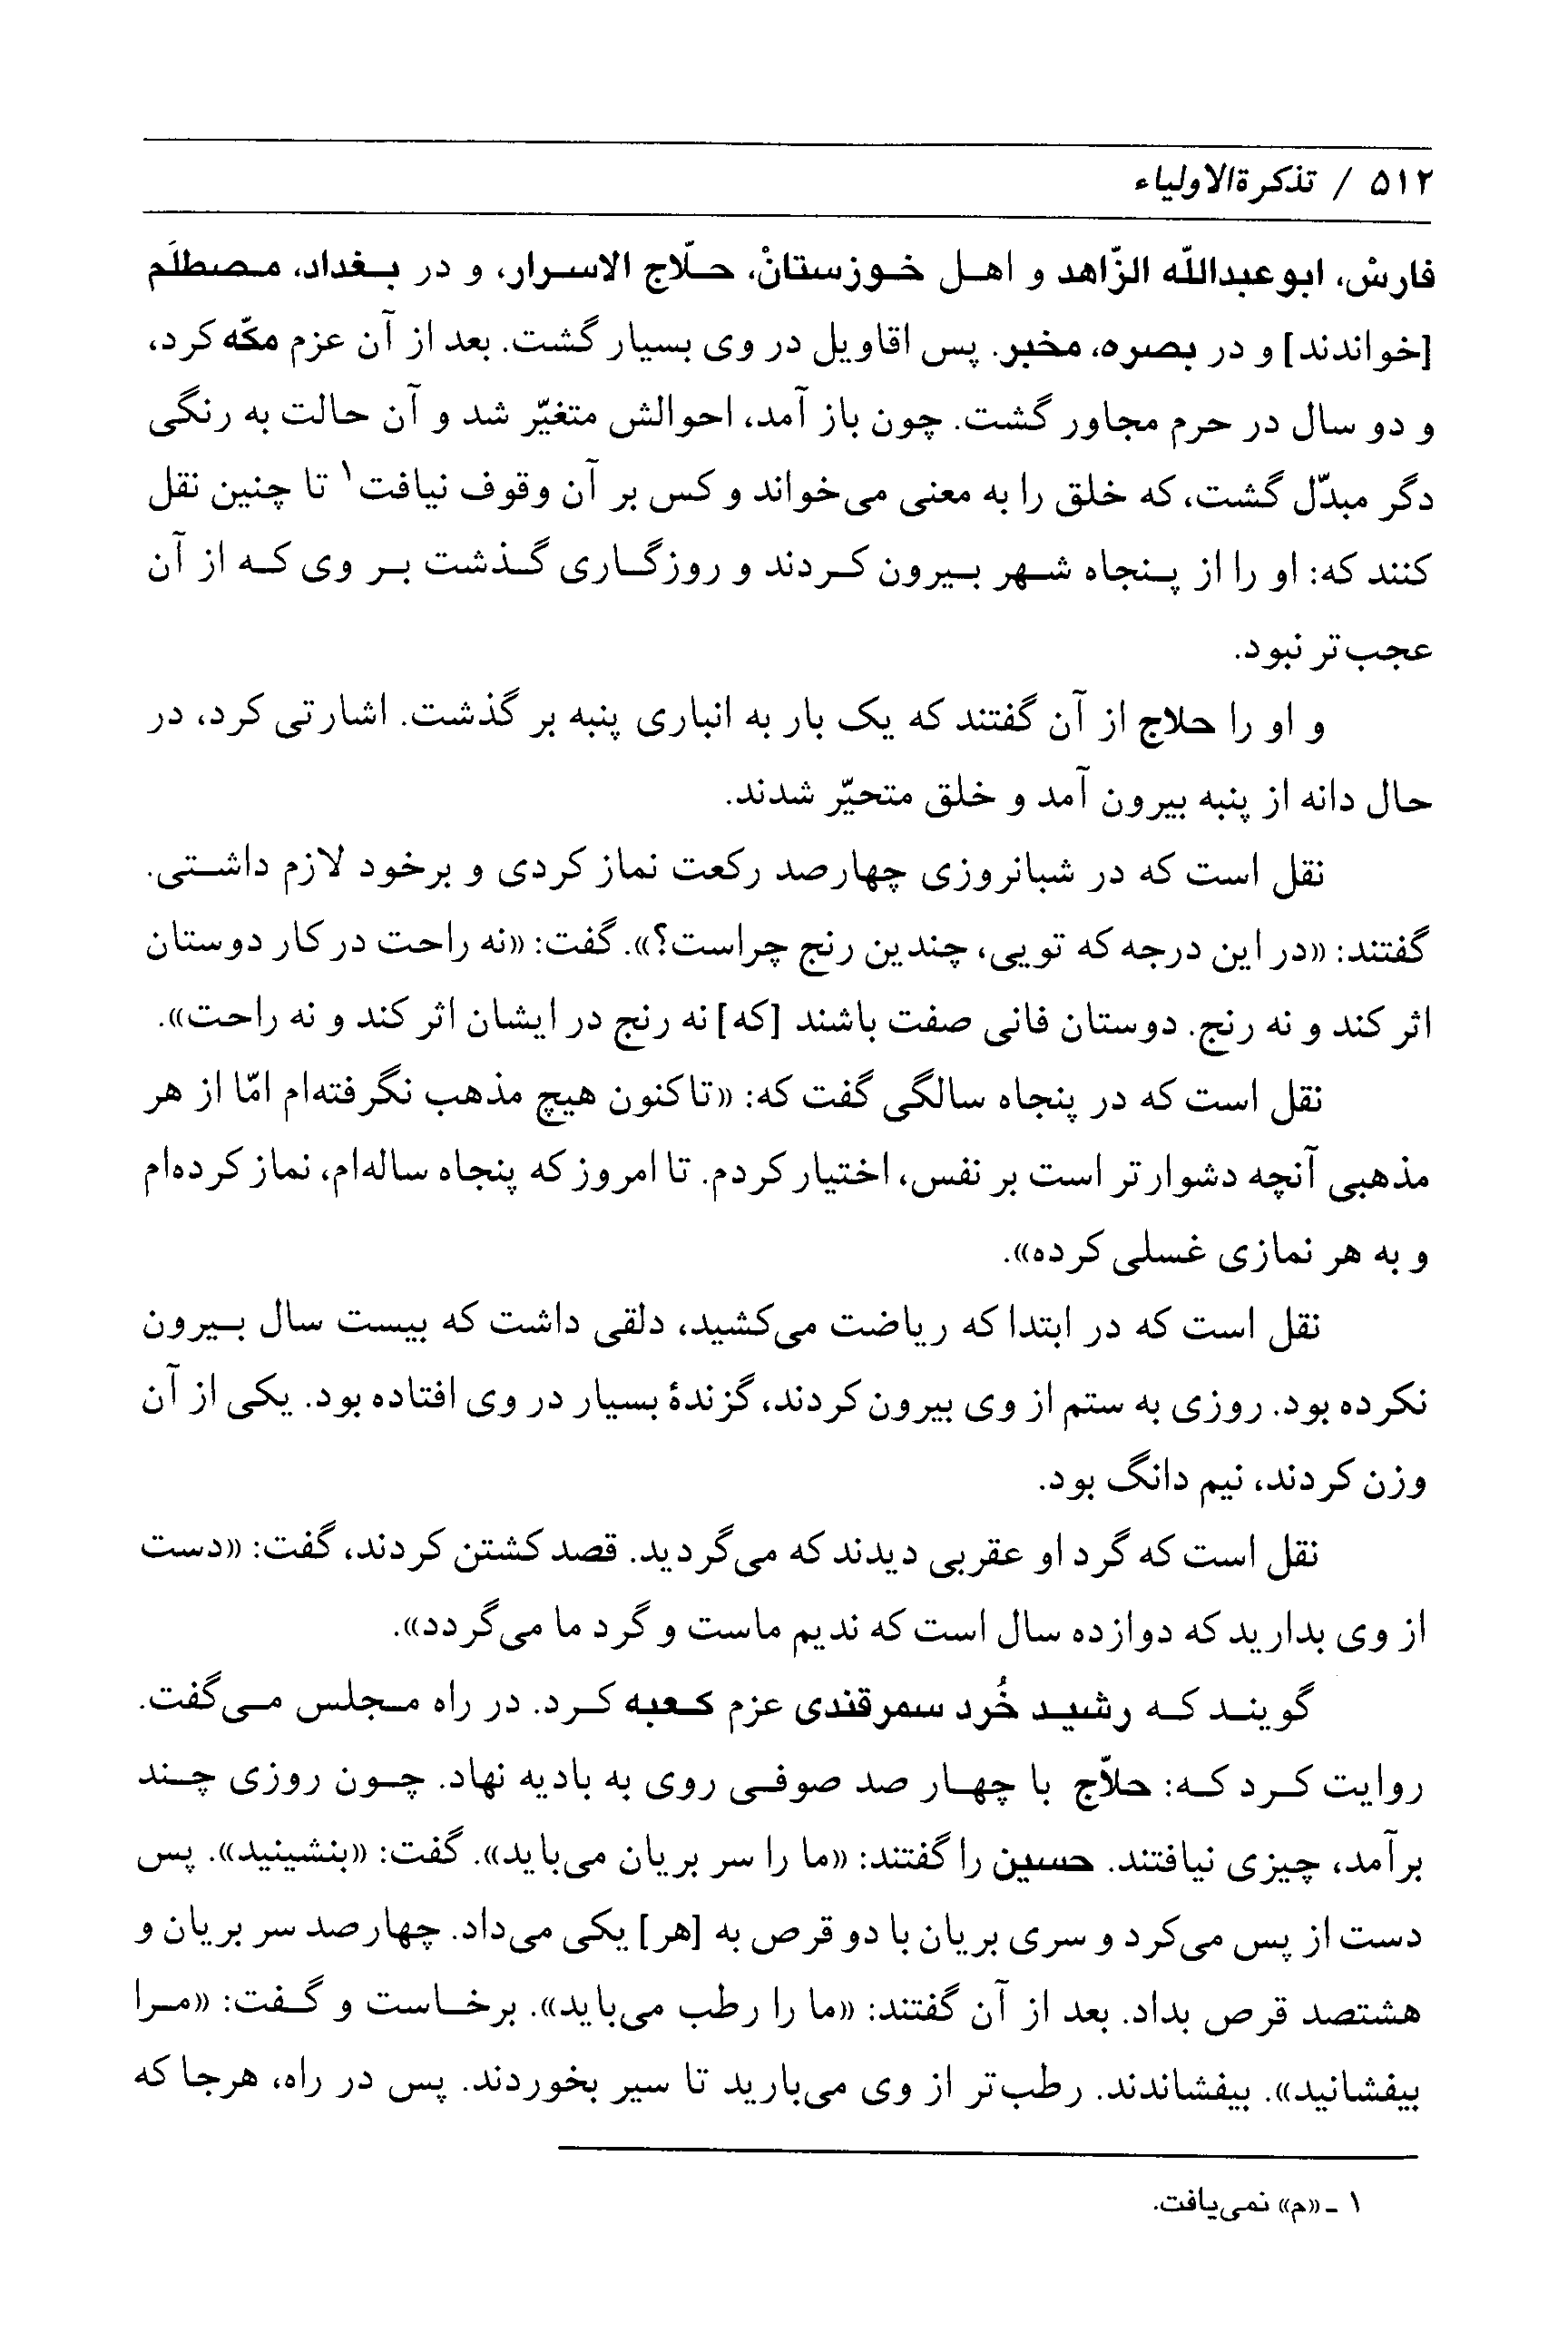 ۵۱۲ / تذکرةالاولیاء
فارسْ، ابوعبداللّه الزّاهد و اهل خوزستانْ، حلّاج الاسرار، و در بغداد، مصطلَم
[خواندند] و در بصره، مخبر. پس اقاویل در وی بسیار گشت. بعد از آن عزم مکّه کرد،
و دو سال در حرم مجاور گشت. چون باز آمد، احوالش متغیّر شد و آن حالت به رنگی
دگر مبدّل گشت، که خلق را به معنی می‌خواند و کس بر آن وقوف نیافت۱ تا چنین نقل
کنند که: او را از پنجاه شهر بیرون کردند و روزگاری گذشت بر وی که از آن
عجب‌تر نبود.
و او را حلاج از آن گفتند که یک بار به انباری پنبه بر گذشت. اشارتی کرد، در
حال دانه از پنبه بیرون آمد و خلق متحیّر شدند.
نقل است که در شبانروزی چهارصد رکعت نماز کردی و برخود لازم داشتی.
گفتند: «در این درجه که تویی، چندین رنج چراست؟». گفت: «نه راحت در کار دوستان
اثر کند و نه رنج. دوستان فانی صفت باشند [که] نه رنج در ایشان اثر کند و نه راحت».
نقل است که در پنجاه سالگی گفت که: «تاکنون هیچ مذهب نگرفته‌ام امّا از هر
مذهبی آنچه دشوارتر است بر نفس، اختیار کردم. تا امروز که پنجاه ساله‌ام، نماز کرده‌ام
و به هر نمازی غسلی کرده».
نقل است که در ابتدا که ریاضت می‌کشید، دلقی داشت که بیست سال بیرون
نکرده بود. روزی به ستم از وی بیرون کردند، گزندۀ بسیار در وی افتاده بود. یکی از آن
وزن کردند، نیم دانگ بود.
نقل است که گرد او عقربی دیدند که می‌گردید. قصد کشتن کردند، گفت: «دست
از وی بدارید که دوازده سال است که ندیم ماست و گرد ما می‌گردد».
گویند که رشید خُرد سمرقندی عزم کعبه کرد. در راه مجلس می‌گفت.
روایت کرد که: حلاّج با چهار صد صوفی روی به بادیه نهاد. چون روزی چند
برآمد، چیزی نیافتند. حسین را گفتند: «ما را سر بریان می‌باید». گفت: «بنشینید». پس
دست از پس می‌کرد و سری بریان با دو قرص به [هر] یکی می‌داد. چهارصد سر بریان و
هشتصد قرص بداد. بعد از آن گفتند: «ما را رطب می‌باید». برخاست و گفت: «مرا
بیفشانید». بیفشاندند. رطب‌تر از وی می‌بارید تا سیر بخوردند. پس در راه، هرجا که
۱ ـ «م» نمی‌یافت.